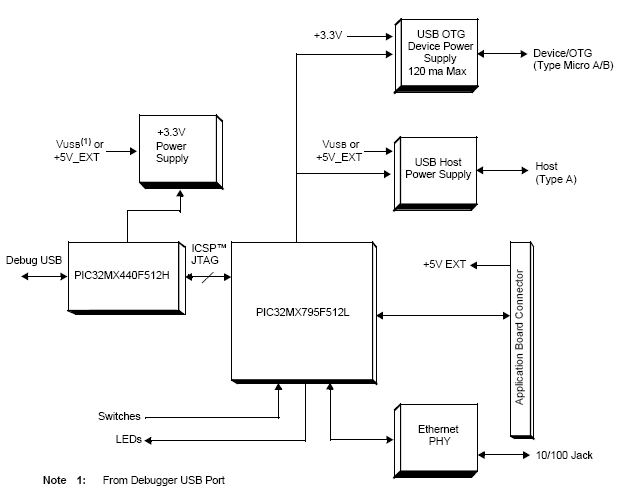 +3.3V
USB OTG
Device Power
Supply
120 ma Max
Device/OTG
(Type Micro A/B)
VUSB(1) or
+5V_EXT
+3.3V
Power
Supply
VUSB or
+5V_EXT
USB Host
Power Supply
Host
(Type A)
Debug USB
PIC32MX440F512H
ICSP™
JTAG
PIC32MX795F512L
+5V EXT
Application Board Connector
Switches
LEDs
Ethernet
PHY
10/100 Jack
Note 1: From Debugger USB Port